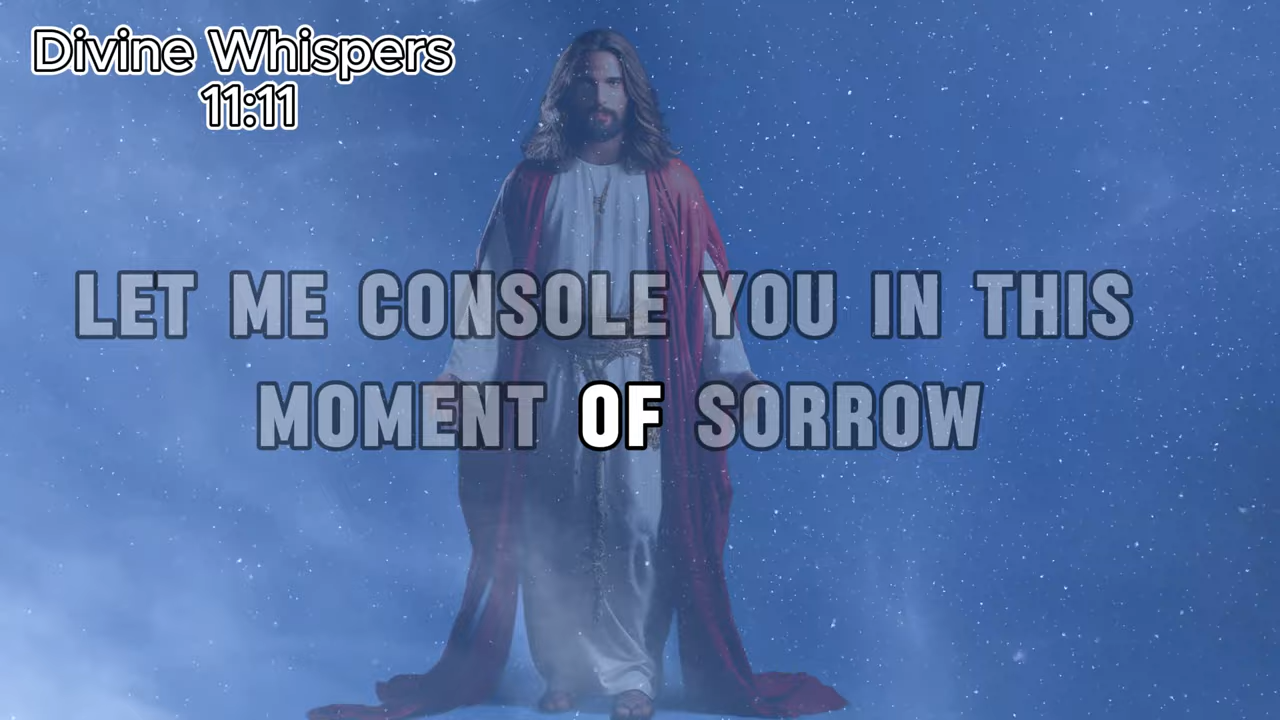 Divine Whispers
11:11
LET ME CONSOLE YOU IN THIS
MOMENT OF SORROW